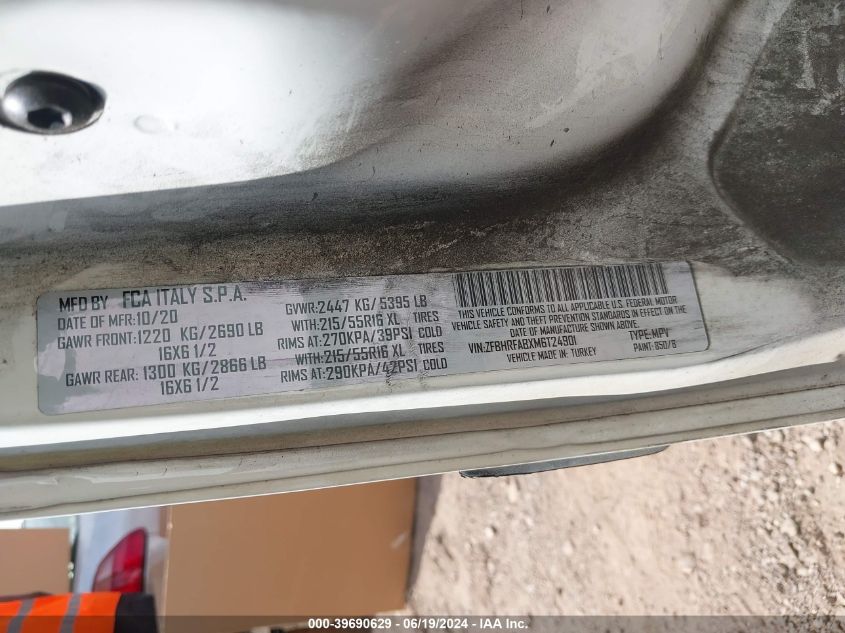 MFD BY FCA ITALY S.P.A.
DATE OF MFR:10/20
GAWR FRONT:1220 KG/2690 LB
16X6 1/2
GAWR REAR: 1300 KG/2866 LB
16X6 1/2
GVWR:2447 KG/5395 LB
WITH:215/55R16 XL TIRES
RIMS AT:270KPA/39PSI COLD
WITH:215/55R16 XL TIRES
RIMS AT:290KPA/42PSI COLD
THIS VEHICLE CONFORMS TO ALL APPLICABLE U.S. FEDERAL MOTOR
VEHICLE SAFETY BUMPER, AND THEFT PREVENTION STANDARDS IN EFFECT ON
THE DATE OF MANUFACTURE SHOWN ABOVE.
VIN:ZFBHRFABXM6T24901 TYPE:MPV
VEHICLE MADE IN: TURKEY PAINT: 850/B
000-39690629 - 06/19/2024 - IAA Inc.